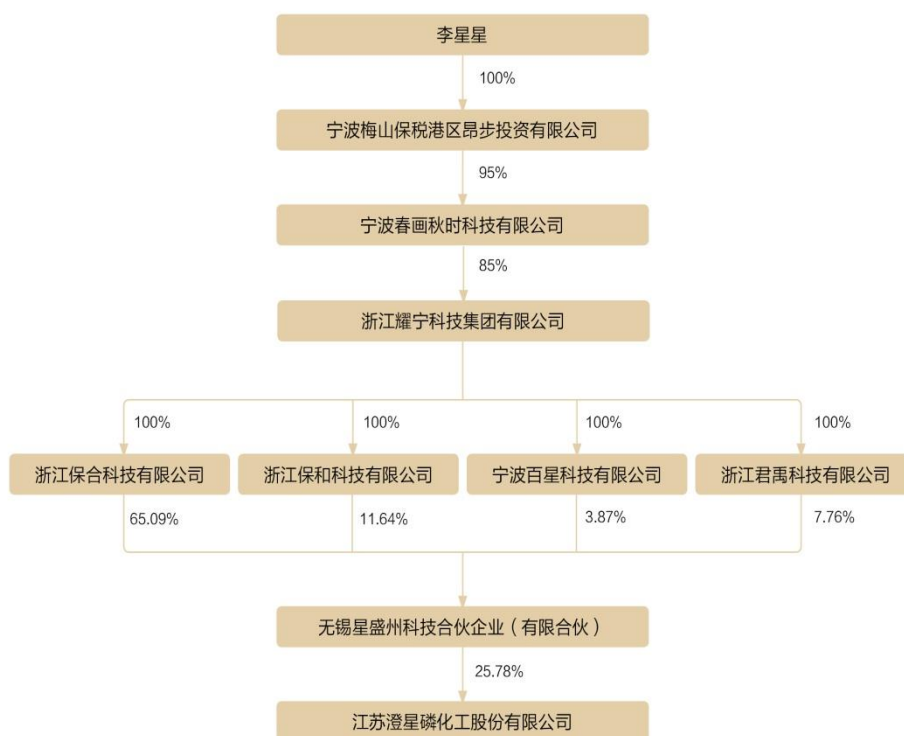 李星星
100%
宁波梅山保税港区昂步投资有限公司
95%
宁波春画秋时科技有限公司
85%
浙江耀宁科技集团有限公司
100%
100%
100%
100%
浙江保合科技有限公司
浙江保和科技有限公司
宁波百星科技有限公司
浙江君禹科技有限公司
65.09%
11.64%
3.87%
7.76%
无锡星盛州科技合伙企业（有限合伙）
25.78%
江苏澄星磷化工股份有限公司